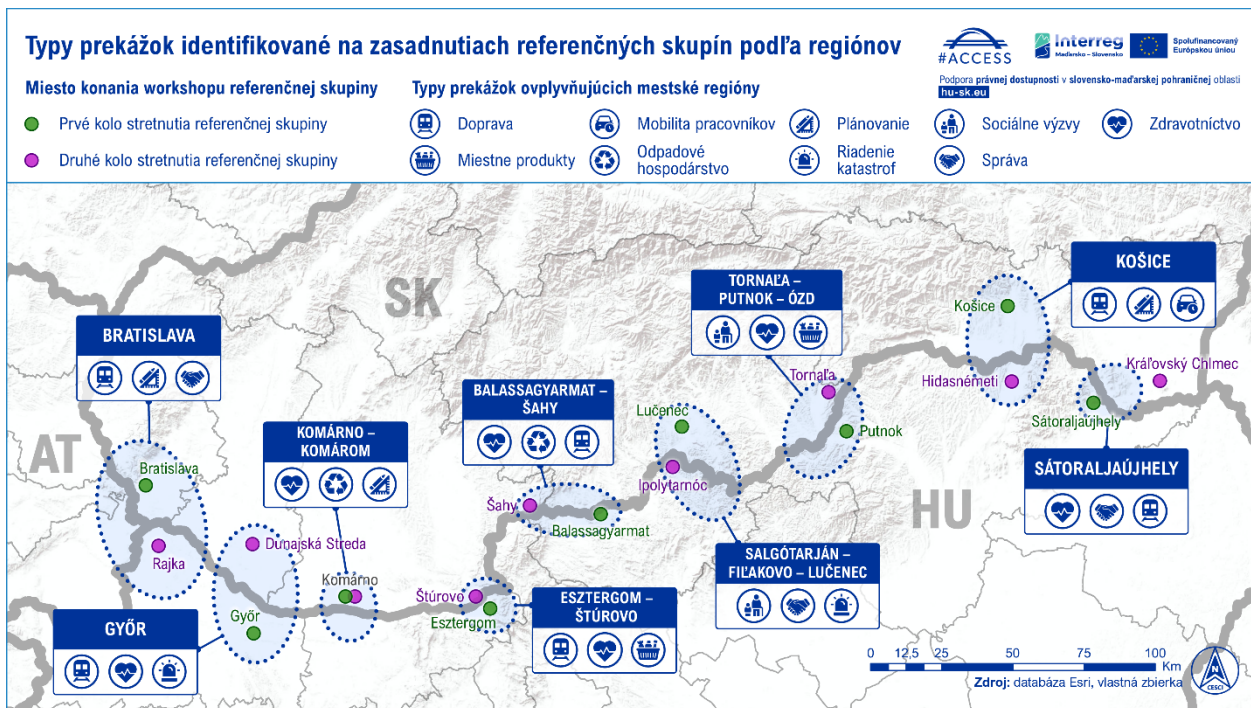 Typy prekážok identifikované na zasadnutiach referenčných skupín podľa regiónov
#ACCESS
Interreg
Maďarsko – Slovensko
Spolufinancovaný
Európskou úniou
Podpora právnej dostupnosti v slovensko-maďarskej pohraničnej oblasti
hu-sk.eu
Miesto konania workshopu referenčnej skupiny
Prvé kolo stretnutia referenčnej skupiny
Druhé kolo stretnutia referenčnej skupiny
Typy prekážok ovplyvňujúcich mestské regióny
Doprava
Mobilita pracovníkov
Plánovanie
Sociálne výzvy
Zdravotníctvo
Miestne produkty
Odpadové
hospodárstvo
Riadenie
katastrof
Správa
SK
AT
HU
BRATISLAVA
Bratislava
Rajka
GYŐR
Dunajská Streda
Győr
KOMÁRNO –
KOMÁROM
Komárno
BALASSAGYARMAT –
ŠAHY
Šahy
Balassagyarmat
Štúrovo
Esztergom
ESZTERGOM –
ŠTÚROVO
Lučenec
Ipolytarnóc
SALGÓTARJÁN –
FIĽAKOVO – LUČENEC
TORNAĽA –
PUTNOK – ÓZD
Tornaľa
Putnok
KOŠICE
Košice
Hidasnémeti
Kráľovský Chlmec
Sátoraljaújhely
SÁTORALJAÚJHELY
0 12,5 25 50 75 100
Km
Zdroj: databáza Esri, vlastná zbierka
N
CESCI